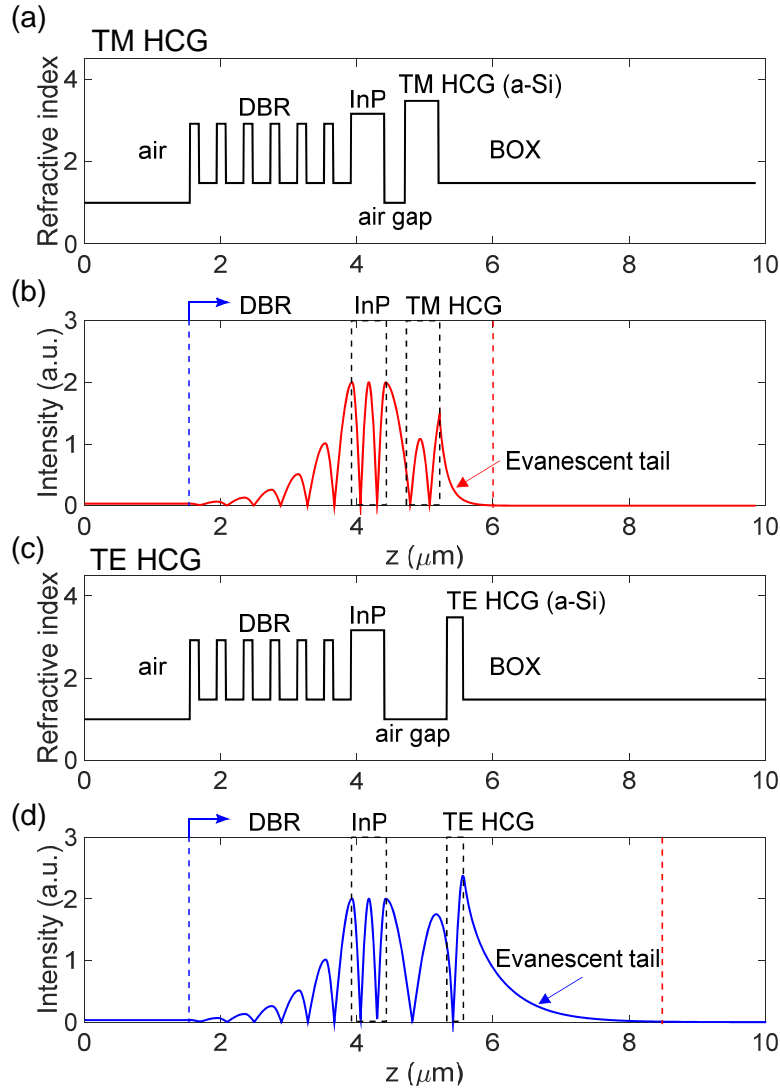 (a)
TM HCG
Refractive index
4
2
0
air
DBR
InP
TM HCG (a-Si)
air gap
BOX
0 2 4 6 8 10
(b)
DBR InP TM HCG
Intensity (a.u.)
3
2
1
0
Evanescent tail
0 2 4 6 8 10
z (μm)
(c)
TE HCG
Refractive index
4
2
0
air
DBR
InP
TE HCG (a-Si)
air gap
BOX
0 2 4 6 8 10
(d)
DBR InP TE HCG
Intensity (a.u.)
3
2
1
0
Evanescent tail
0 2 4 6 8 10
z (μm)